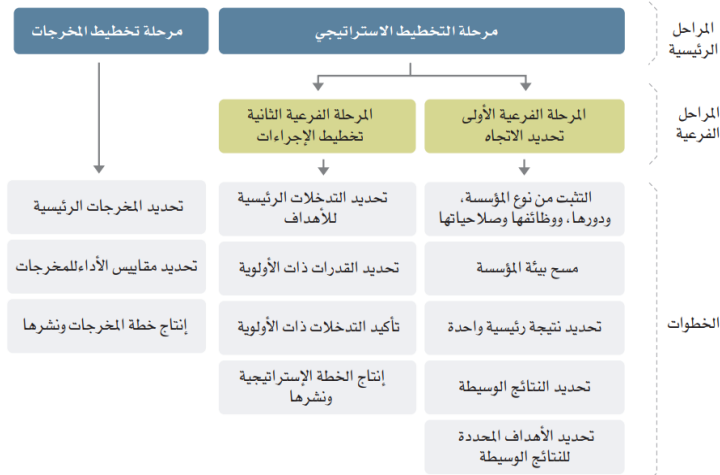 المراحل
الرئيسية
مرحلة التخطيط الاستراتيجي
مرحلة تخطيط المخرجات
المراحل
الفرعية
المرحلة الفرعية الأولى
تحديد الاتجاه
المرحلة الفرعية الثانية
تخطيط الإجراءات
الخطوات
التثبت من نوع المؤسسة،
ودورها، ووظائفها وصلاحياتها
مسح بيئة المؤسسة
تحديد نتيجة رئيسية واحدة
تحديد النتائج الوسيطة
تحديد الأهداف المحددة
للنتائج الوسيطة
تحديد التدخلات الرئيسية
للأهداف
تحديد القدرات ذات الأولوية
تأكيد التدخلات ذات الأولوية
إنتاج الخطة الإستراتيجية
ونشرها
تحديد المخرجات الرئيسية
تحديد مقاييس الأداءللمخرجات
إنتاج خطة المخرجات ونشرها